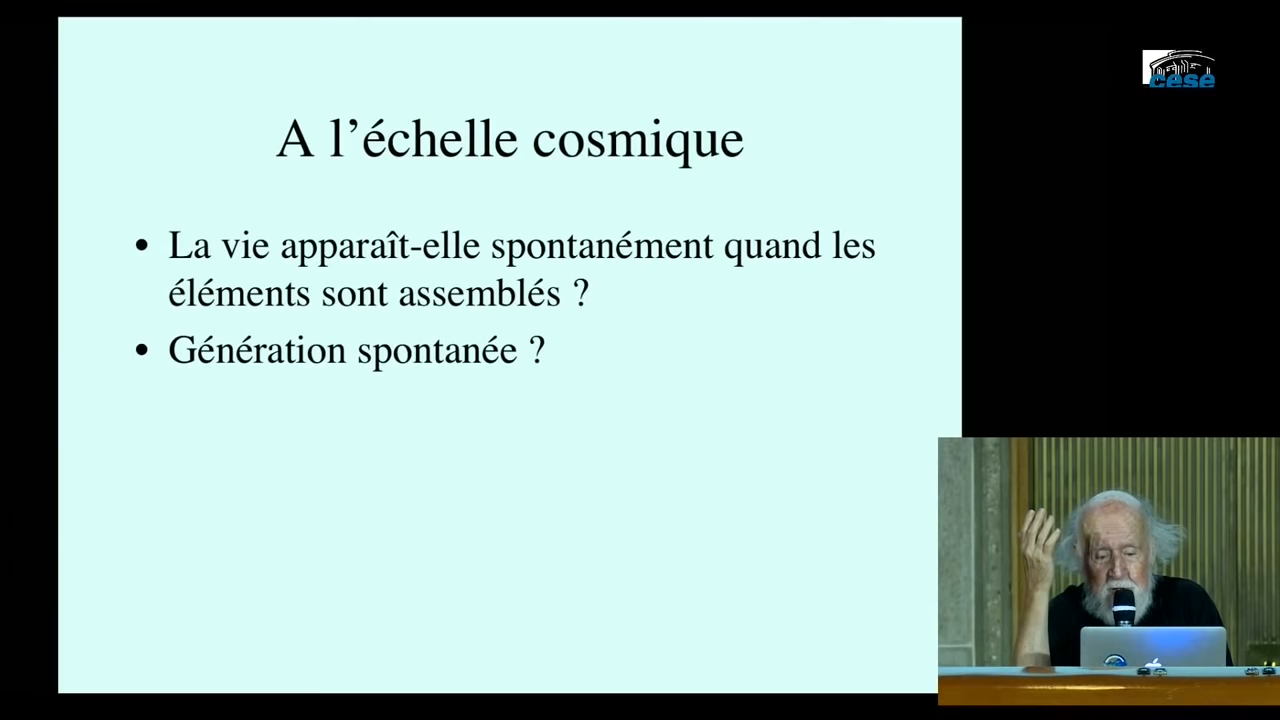 cese
A l’échelle cosmique
• La vie apparaît-elle spontanément quand les
éléments sont assemblés ?
• Génération spontanée ?